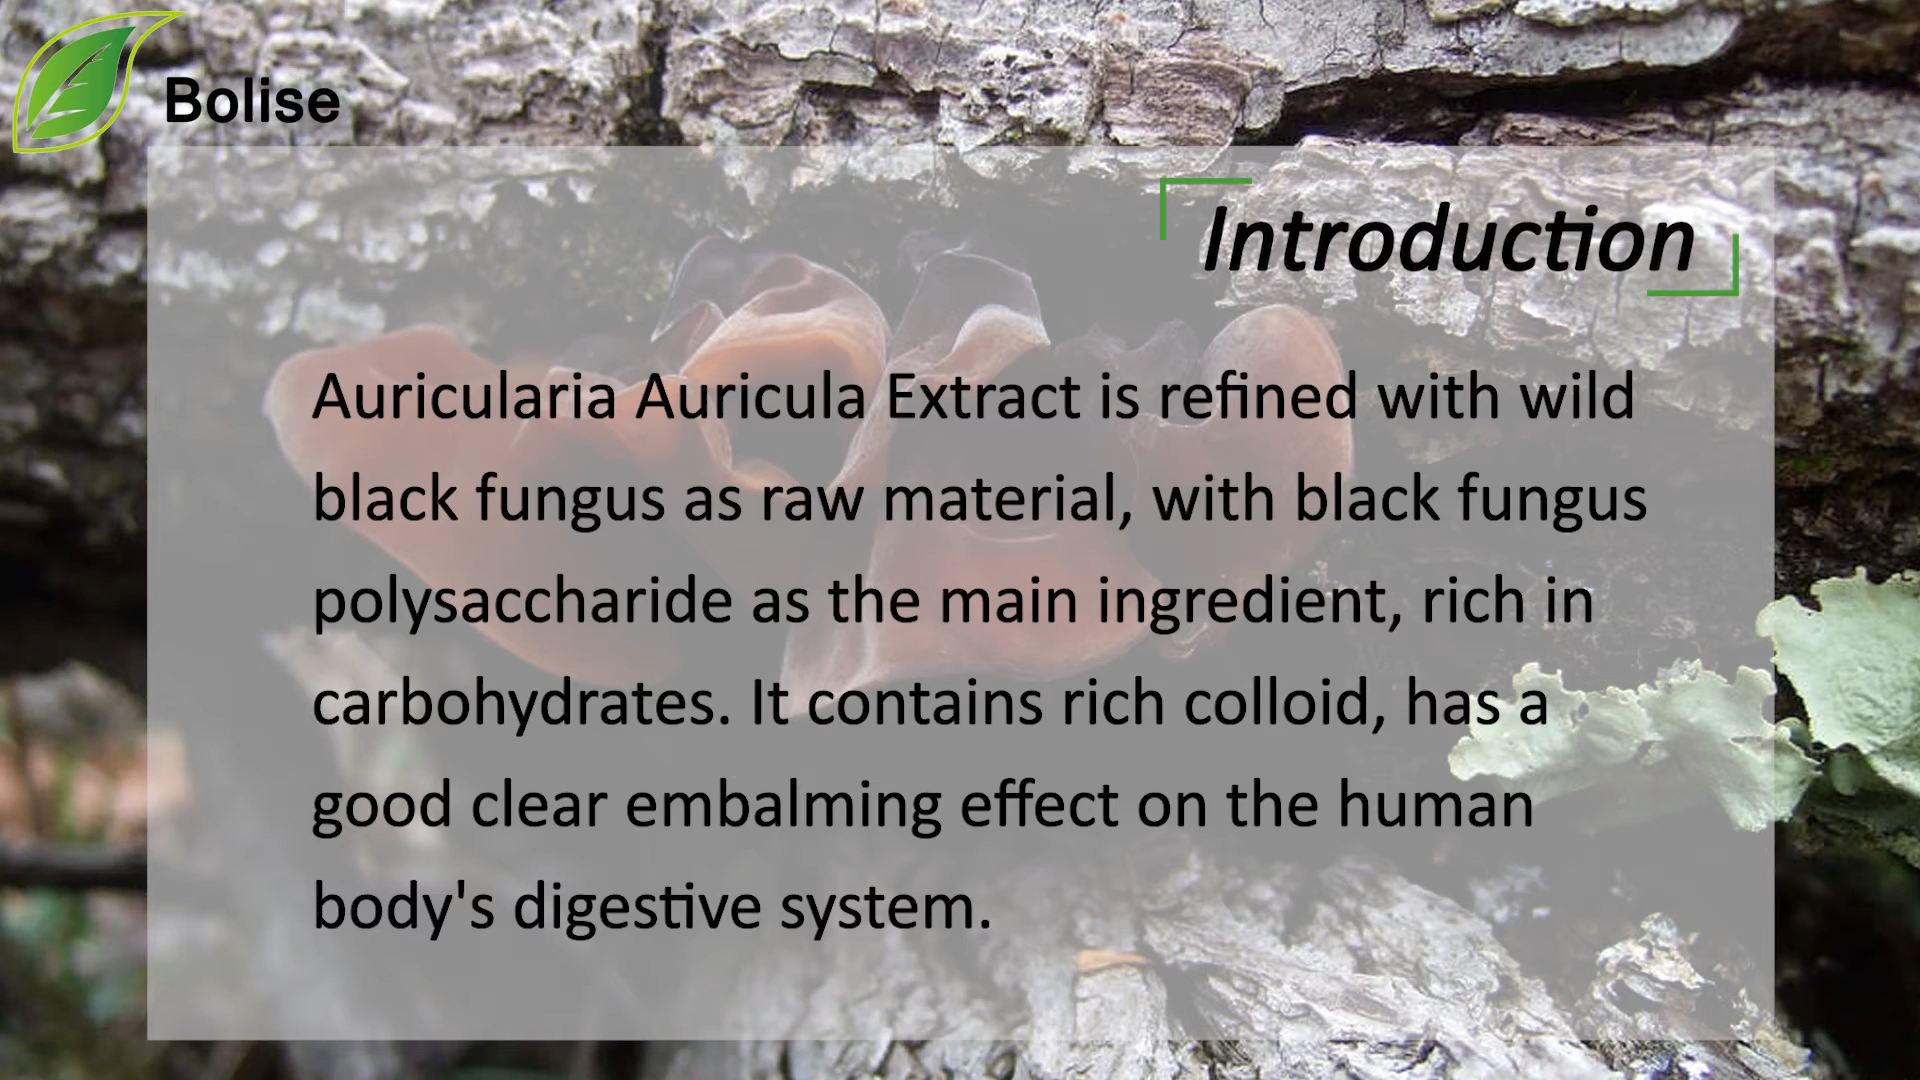 Bolise
Introduction
Auricularia Auricula Extract is refined with wild
black fungus as raw material, with black fungus
polysaccharide as the main ingredient, rich in
carbohydrates. It contains rich colloid, has a
good clear embalming effect on the human
body's digestive system.